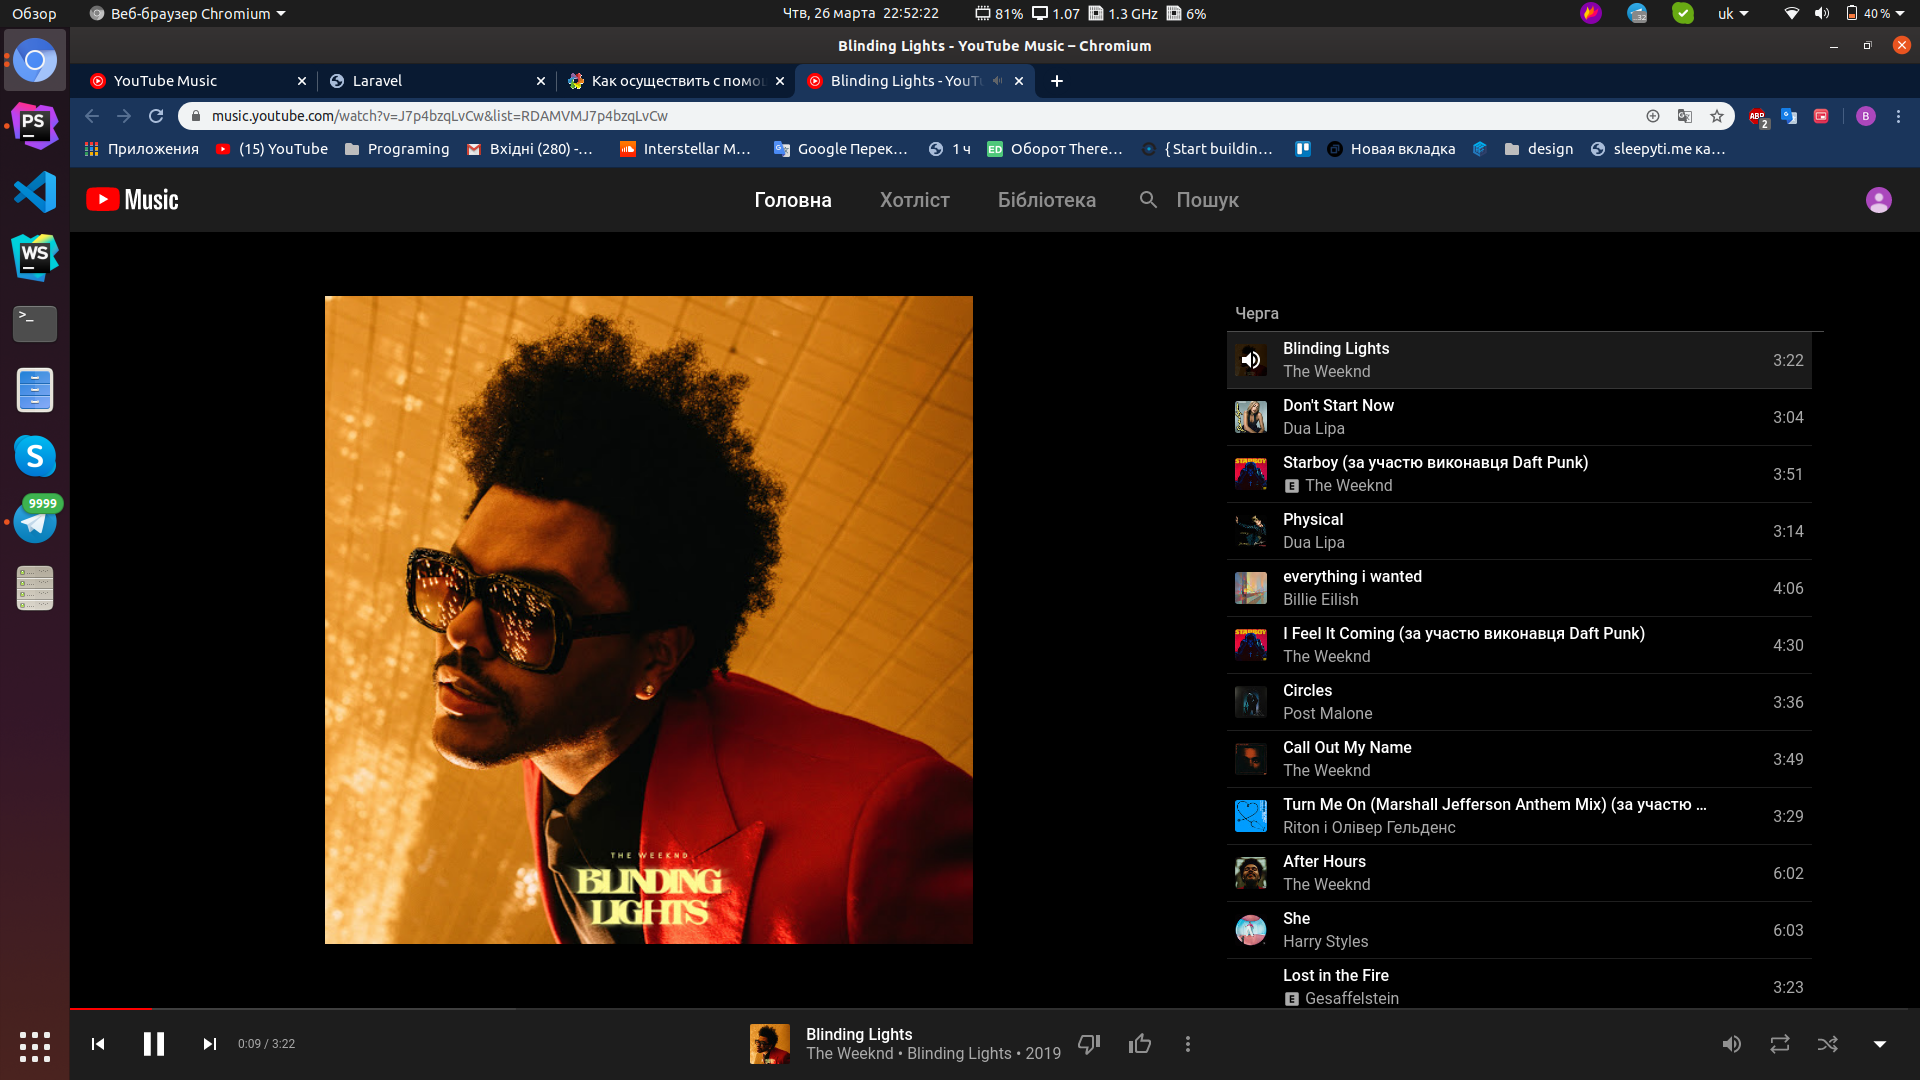 Обзор
Веб-браузер Chromium
Чтв, 26 марта 22:52:22
81%
1.07
1.3 GHz
6%
32
uk
40 %
Blinding Lights - YouTube Music – Chromium
YouTube Music
Laravel
Как осуществить с помо
Blinding Lights - YouTu
music.youtube.com/watch?v=J7p4bzqLvCw&list=RDAMVMJ7p4bzqLvCw
ABP
2
B
Приложения
(15) YouTube
Programing
Вхідні (280) -...
Interstellar M...
Google Перек...
1 ч
ED
Оборот There...
{ Start buildin...
Новая вкладка
design
sleepyti.me ка...
PS
WS
>_
S
9999
Music
Головна
Хотліст
Бібліотека
Пошук
THE WEEKND
BLINDING
LIGHTS
Черга
Blinding Lights
The Weeknd
3:22
Don't Start Now
Dua Lipa
3:04
STARBOY
Starboy (за участю виконавця Daft Punk)
E The Weeknd
3:51
Physical
Dua Lipa
3:14
everything i wanted
Billie Eilish
4:06
STARBOY
I Feel It Coming (за участю виконавця Daft Punk)
The Weeknd
4:30
Circles
Post Malone
3:36
Call Out My Name
The Weeknd
3:49
Turn Me On (Marshall Jefferson Anthem Mix) (за участю ...
Riton і Олівер Гельденс
3:29
After Hours
The Weeknd
6:02
She
Harry Styles
6:03
Lost in the Fire
E Gesaffelstein
3:23
0:09 / 3:22
Blinding Lights
The Weeknd • Blinding Lights • 2019